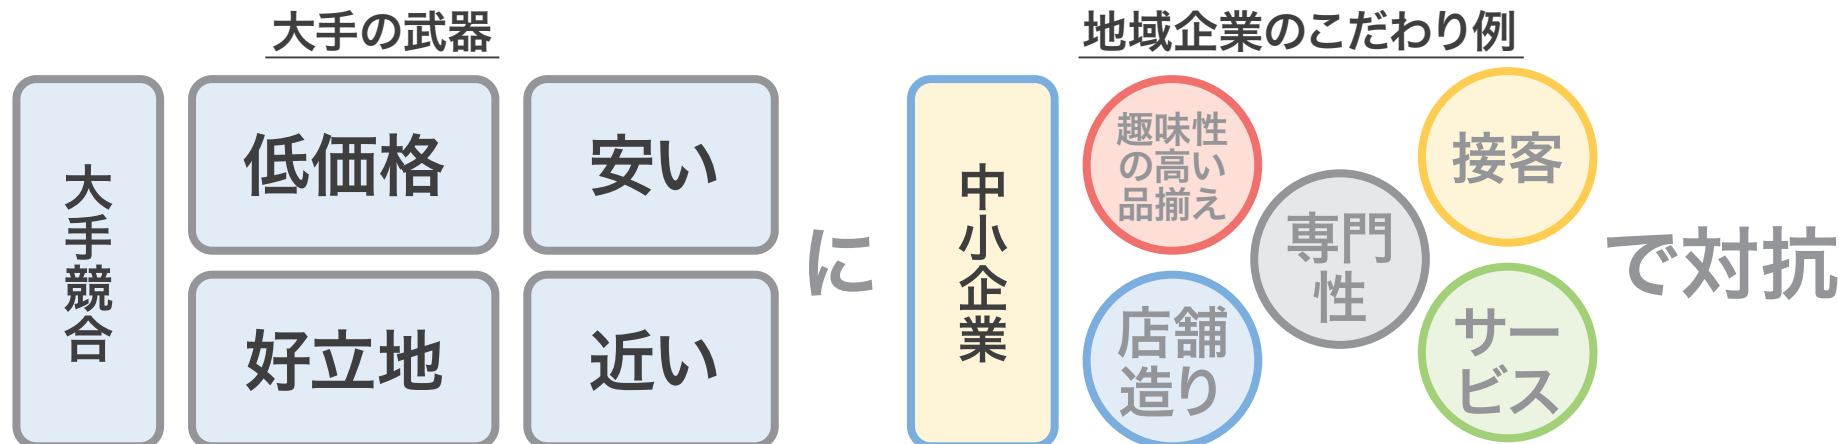 大手の武器
大手競合
低価格
安い
好立地
近い
に
地域企業のこだわり例
中小企業
趣味性
の高い
品揃え
接客
専門
性
店舗
造り
サー
ビス
で対抗